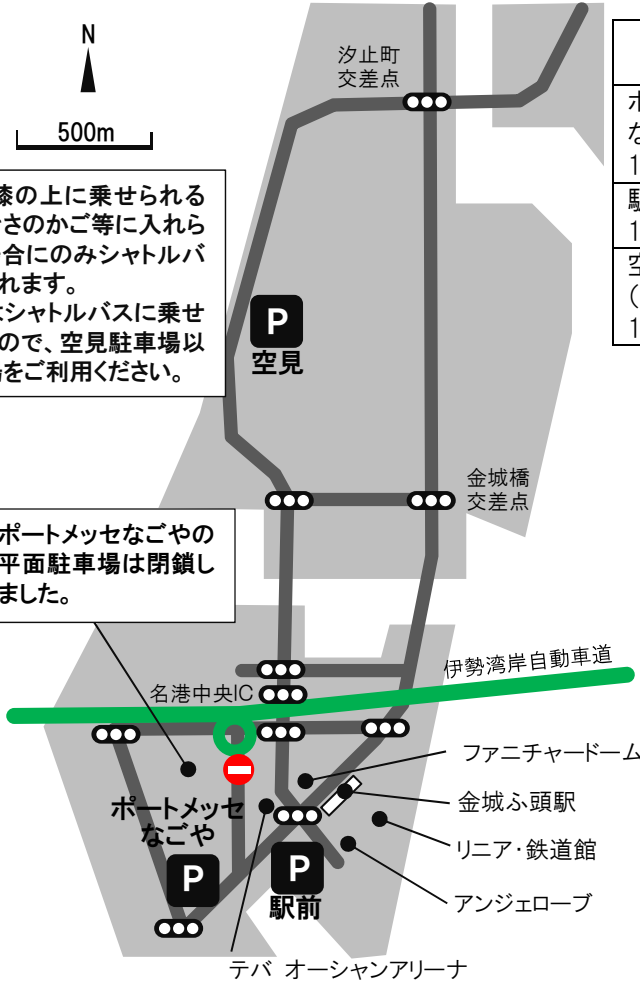 N
500m
汐止町
交差点
膝の上に乗せられる
さのかご等に入れら
合にのみシャトルバ
れます。
はシャトルバスに乗せ
ので、空見駐車場以
場をご利用ください。
ポ
な
1
駐
1
空
(
1
P
空見
金城橋
交差点
ポートメッセなごやの
平面駐車場は閉鎖し
ました。
伊勢湾岸自動車道
名港中央IC
ファニチャードーム
金城ふ頭駅
リニア・鉄道館
アンジェローブ
ポートメッセ
なごや
P
P
駅前
テバ オーシャンアリーナ